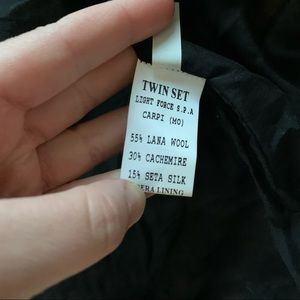 TWIN SET
LIGHT FORCE S.P.A
CARPI (MO)
55% LANA WOOL
30% CACHEMIRE
15% SETA SILK
LINING